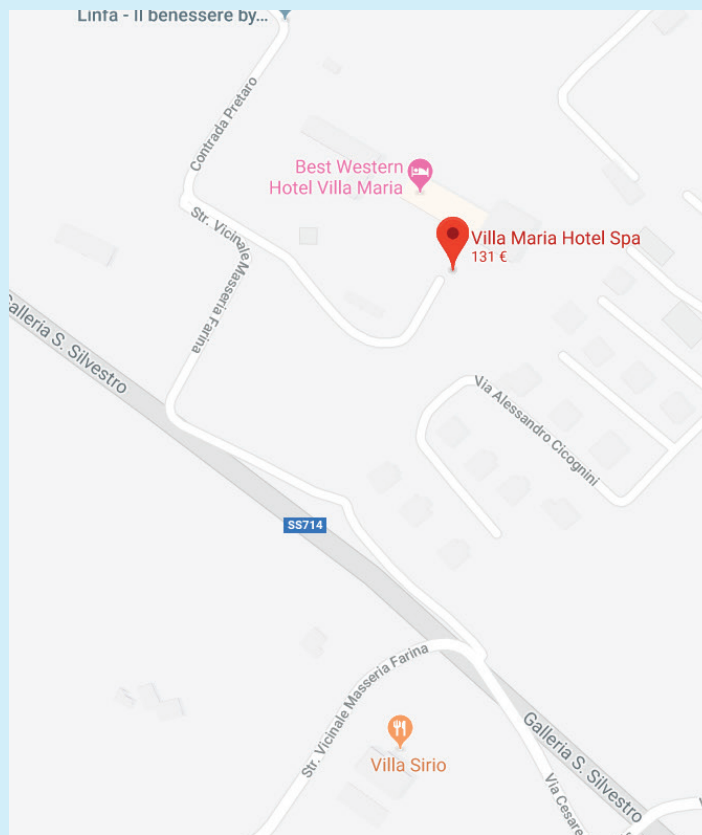 Linfa - Il benessere by...
Contrada Pretaro
Best Western
Hotel Villa Maria
Str. Vicinale Masseria Farina
Villa Maria Hotel Spa
131 €
Galleria S. Silvestro
Via Alessandro Cicognini
SS714
Str. Vicinale Masseria Farina
Galleria S. Silvestro
Villa Sirio
Via Cesare